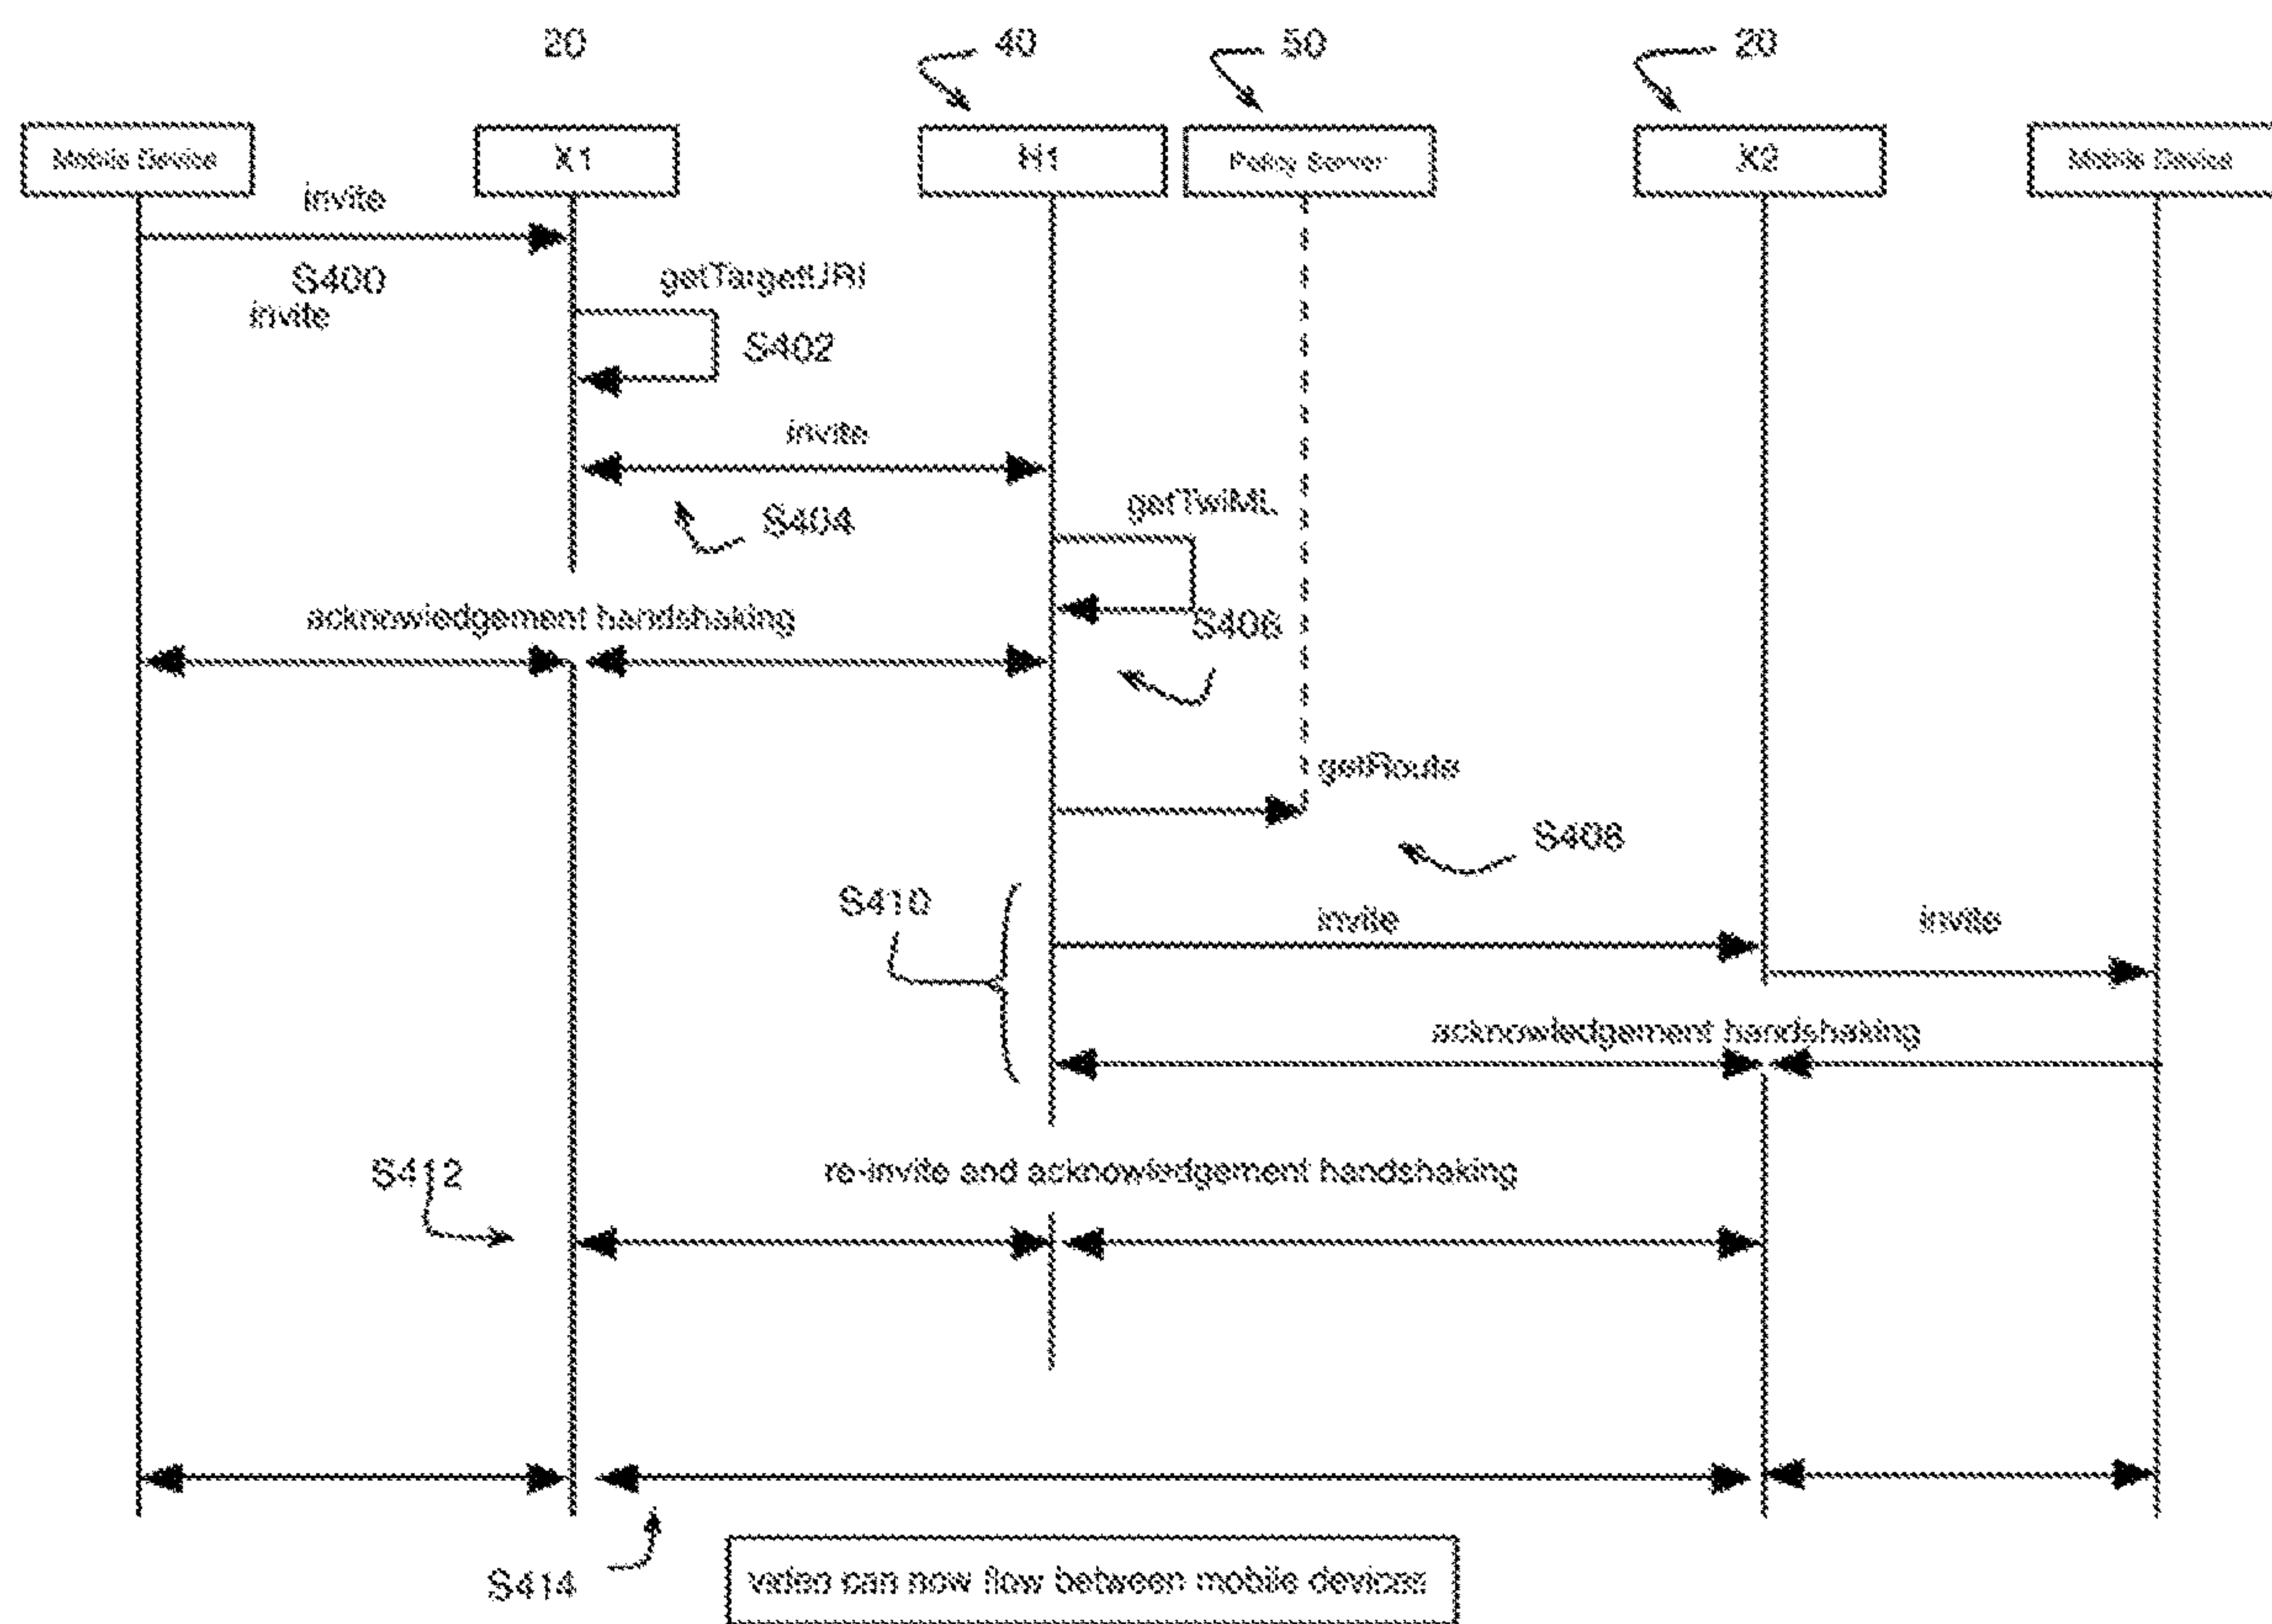 20 40 50 20
Mobile Device X1 H1 Policy Server X2 Mobile Device
invite
S400
getTargetURI
invite
S402
invite
S404
getTwiML
acknowledgement handshaking
S406
getRoute
S408
S410
invite
invite
acknowledgement handshaking
S412
re-invite and acknowledgement handshaking
S414
video can now flow between mobile devices